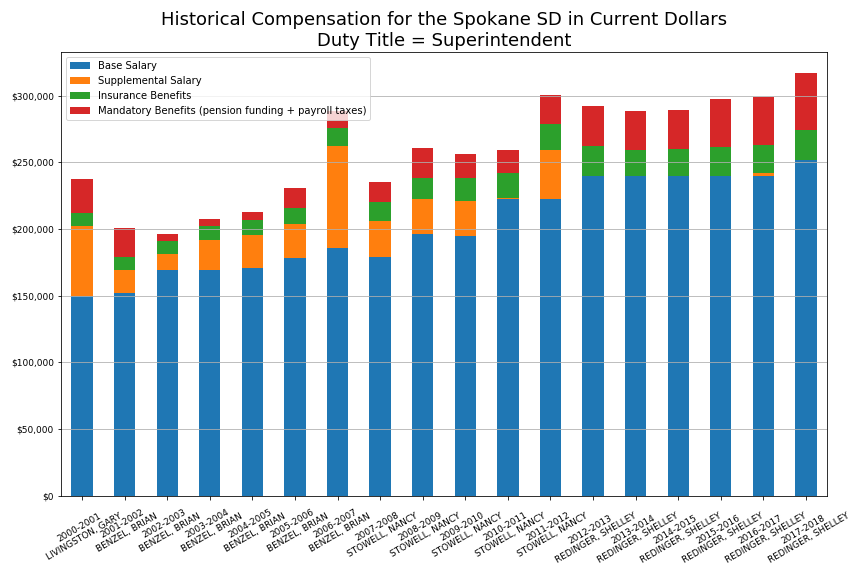 Historical Compensation for the Spokane SD in Current Dollars
Duty Title = Superintendent
Base Salary
Supplemental Salary
Insurance Benefits
Mandatory Benefits (pension funding + payroll taxes)
$300,000
$250,000
$200,000
$150,000
$100,000
$50,000
$0
2000-2001
LIVINGSTON, GARY
2001-2002
BENZEL, BRIAN
2002-2003
BENZEL, BRIAN
2003-2004
BENZEL, BRIAN
2004-2005
BENZEL, BRIAN
2005-2006
BENZEL, BRIAN
2006-2007
BENZEL, BRIAN
2007-2008
STOWELL, NANCY
2008-2009
STOWELL, NANCY
2009-2010
STOWELL, NANCY
2010-2011
STOWELL, NANCY
2011-2012
STOWELL, NANCY
2012-2013
REDINGER, SHELLEY
2013-2014
REDINGER, SHELLEY
2014-2015
REDINGER, SHELLEY
2015-2016
REDINGER, SHELLEY
2016-2017
REDINGER, SHELLEY
2017-2018
REDINGER, SHELLEY